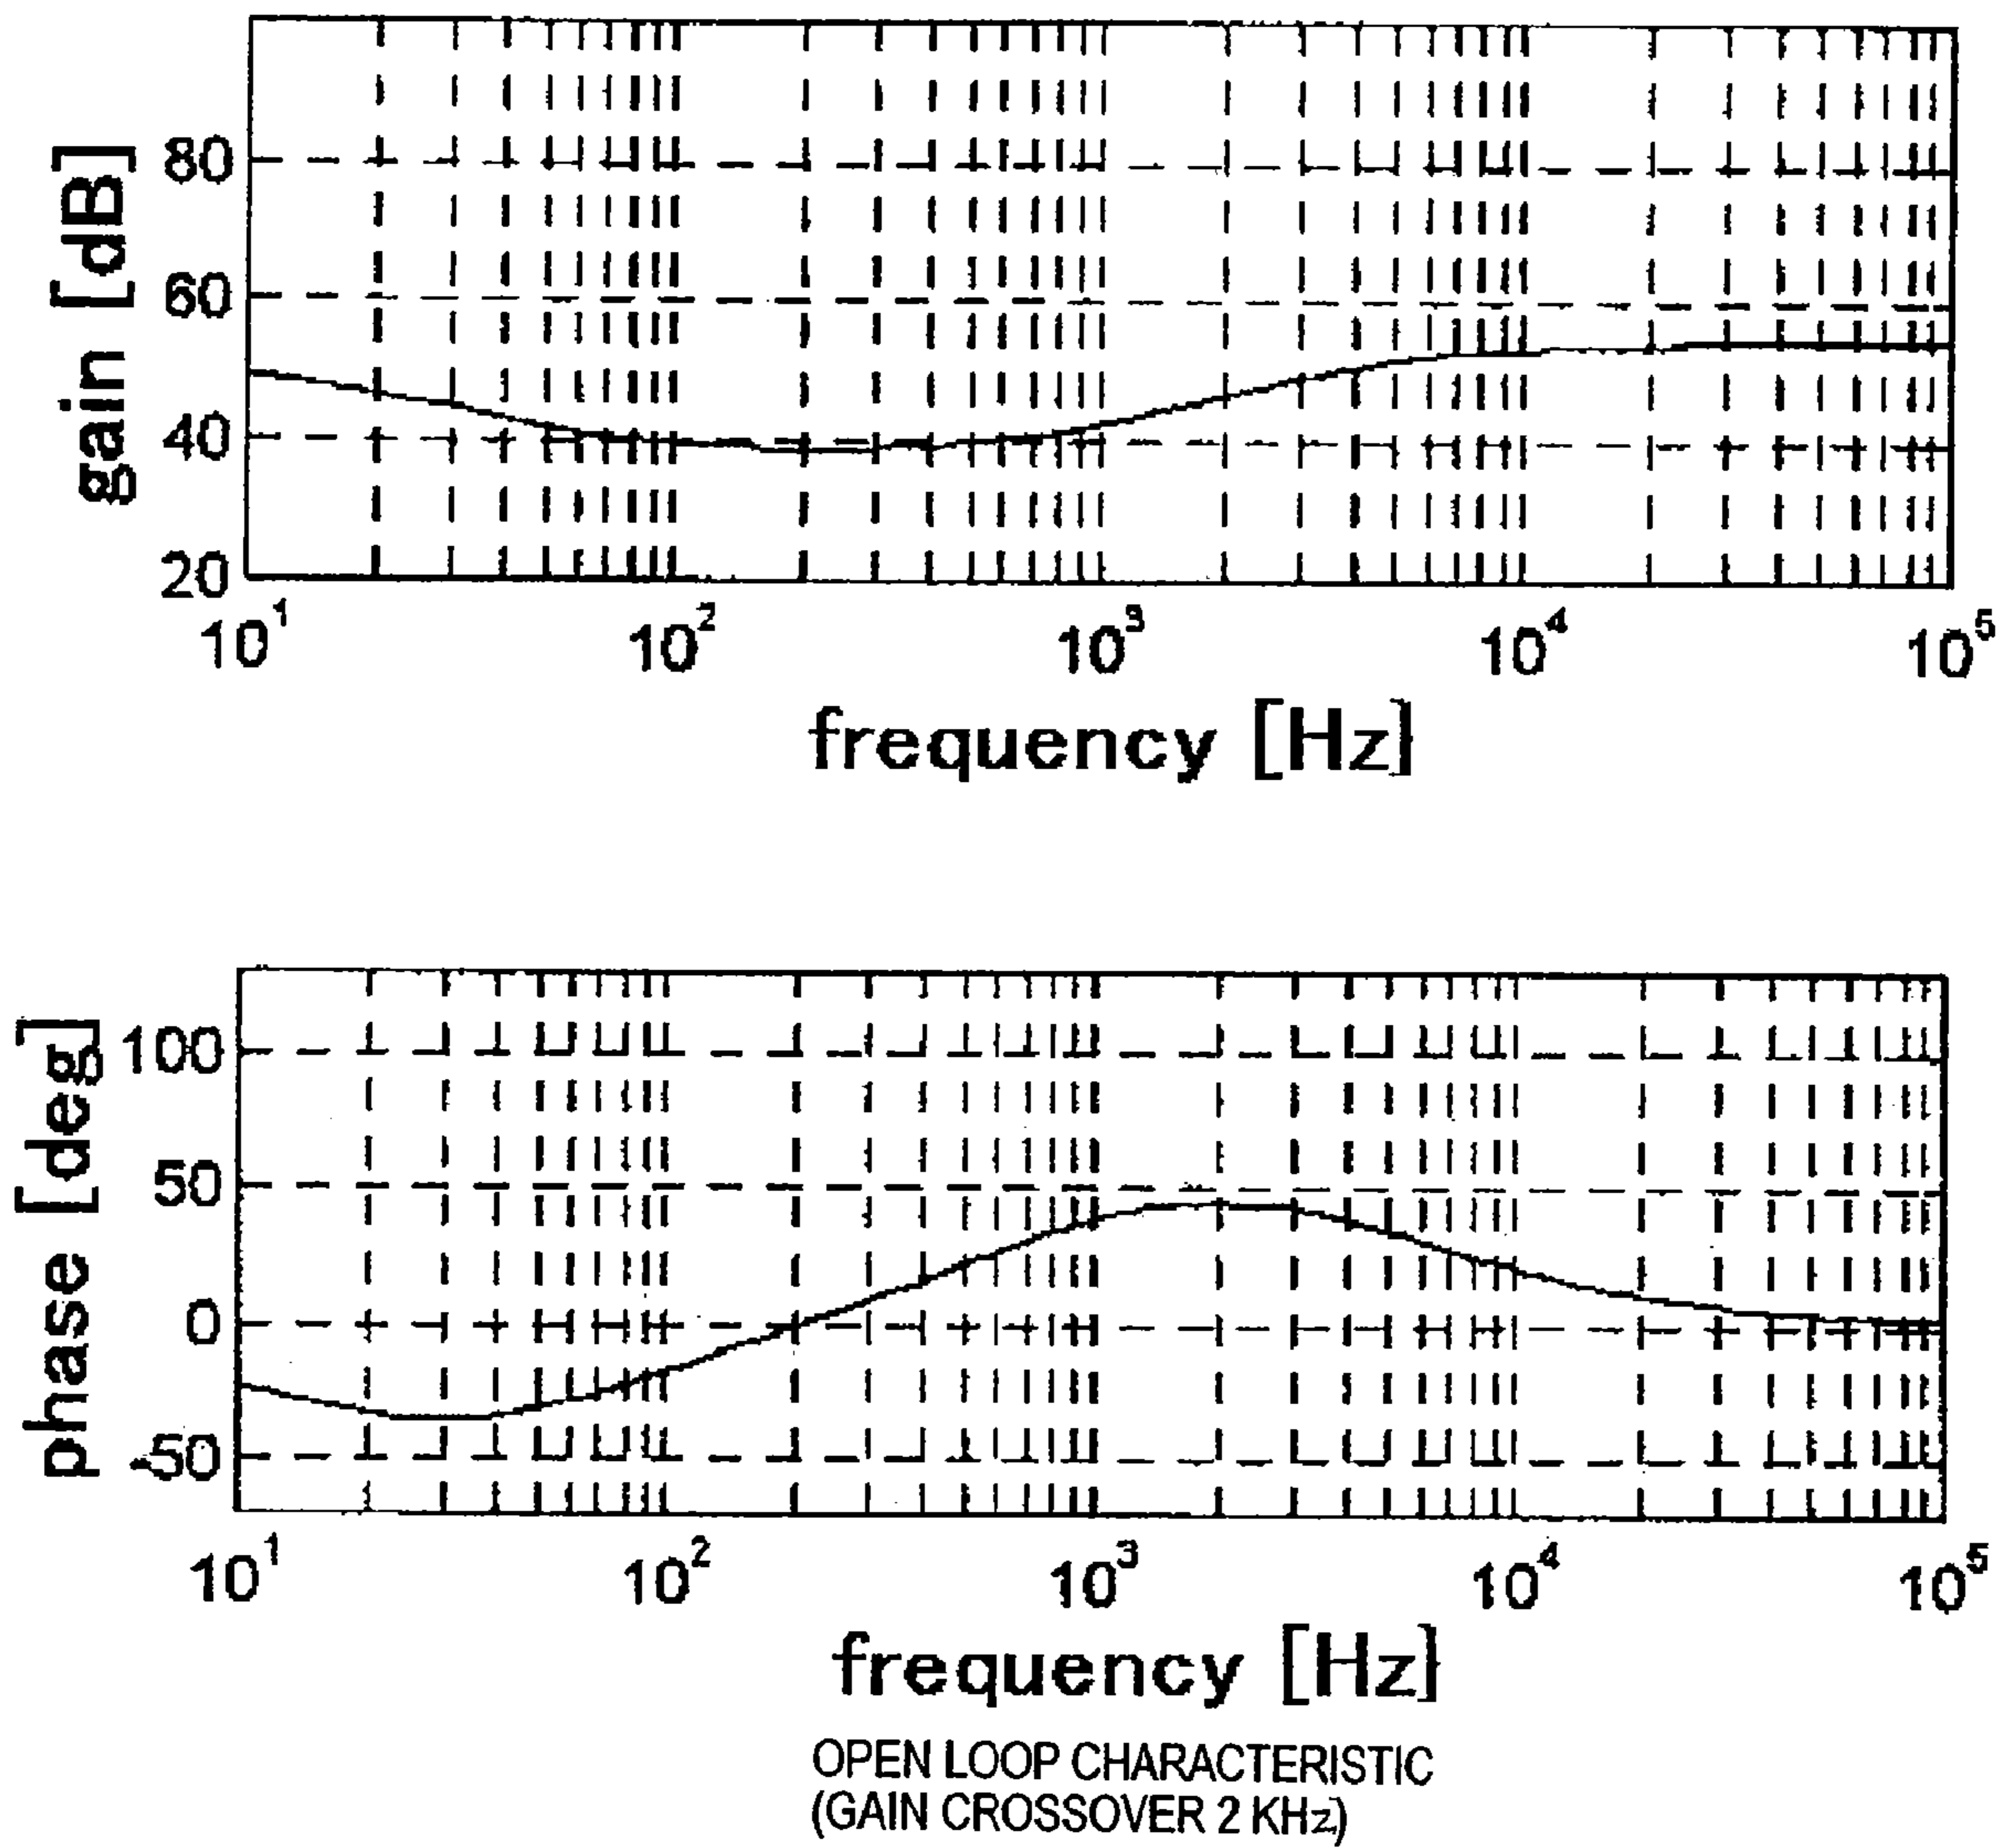 gain [dB]
80
60
40
20
10¹ 10² 10³ 10⁴ 10⁵
frequency [Hz]
phase [deg]
100
50
0
-50
10¹ 10² 10³ 10⁴ 10⁵
frequency [Hz]
OPEN LOOP CHARACTERISTIC
(GAIN CROSSOVER 2 KHz)